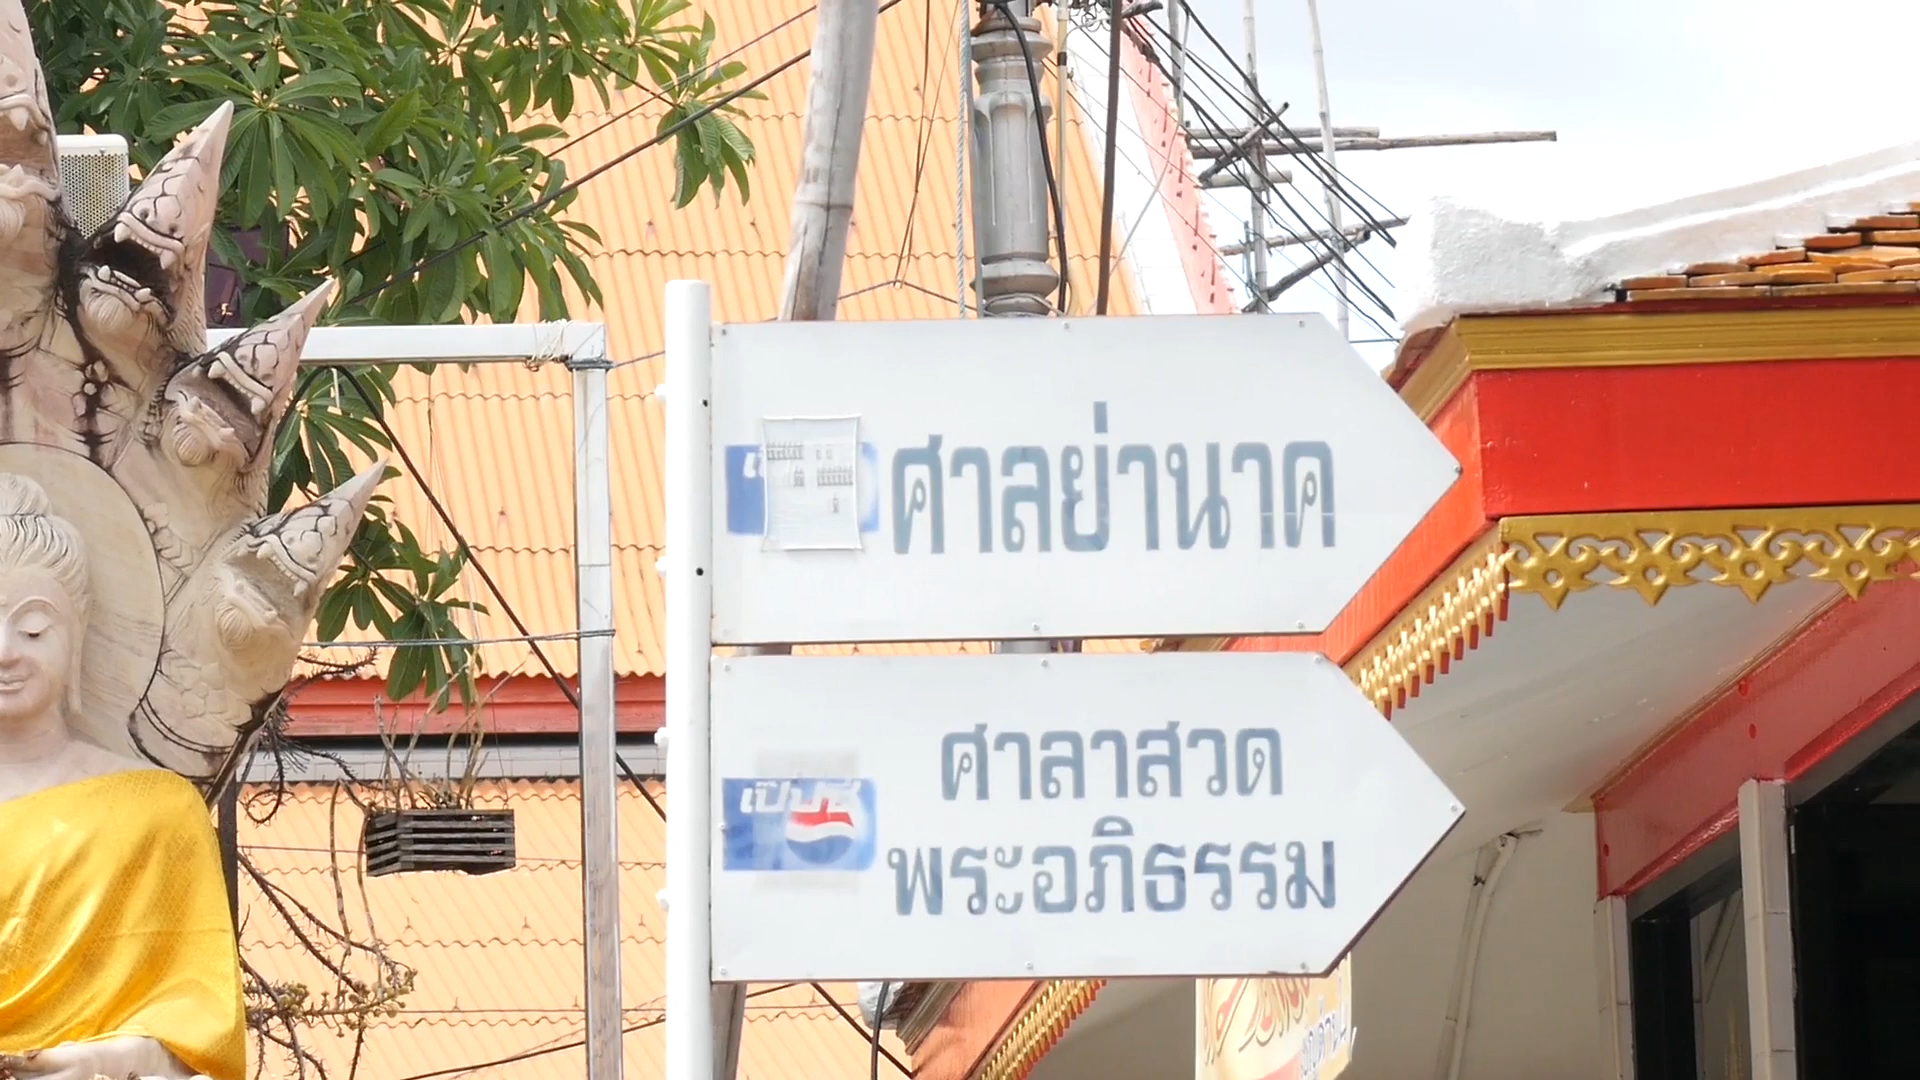 ศาลย่านาค
เป๊ปซี่
ศาลาสวด
พระอภิธรรม